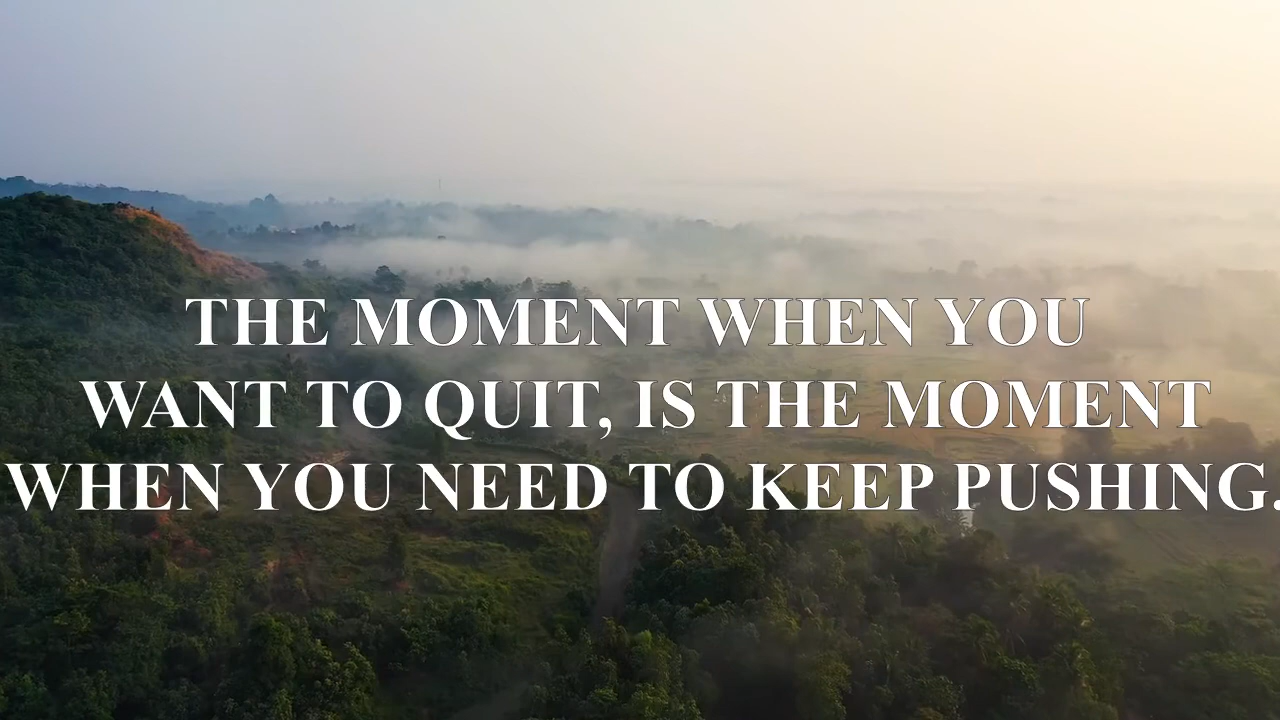 THE MOMENT WHEN YOU
WANT TO QUIT, IS THE MOMENT
WHEN YOU NEED TO KEEP PUSHING.